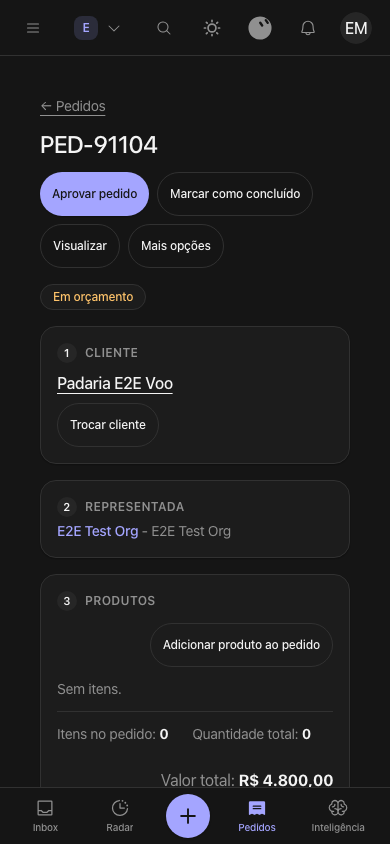 E
EM
← Pedidos
PED-91104
Aprovar pedido
Marcar como concluído
Visualizar
Mais opções
Em orçamento
1 CLIENTE
Padaria E2E Voo
Trocar cliente
2 REPRESENTADA
E2E Test Org - E2E Test Org
3 PRODUTOS
Adicionar produto ao pedido
Sem itens.
Itens no pedido: 0 Quantidade total: 0
Valor total: R$ 4.800,00
Inbox
Radar
Pedidos
Inteligência